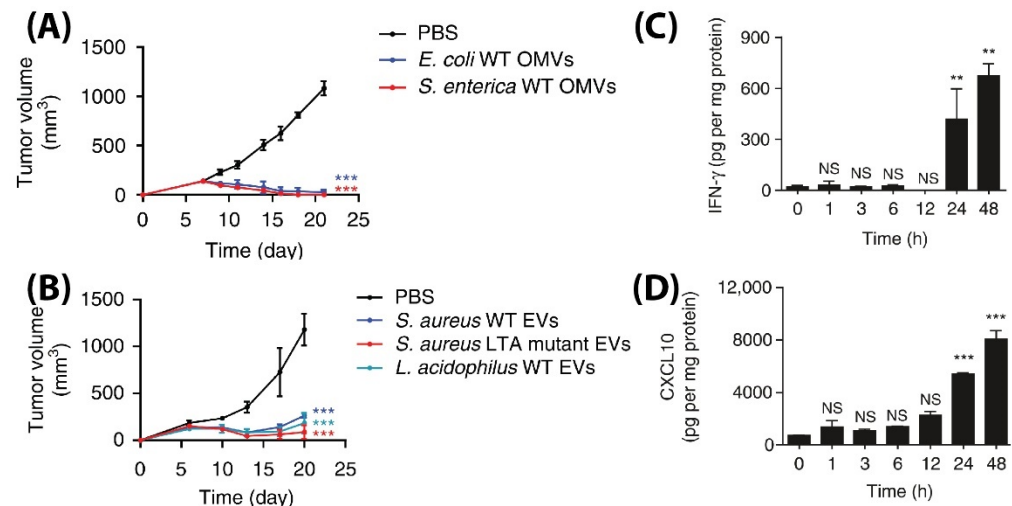 (A)
PBS
E. coli WT OMVs
S. enterica WT OMVs
Tumor volume
(mm3)
1500
1000
500
0
***
***
0 5 10 15 20 25
Time (day)
(B)
PBS
S. aureus WT EVs
S. aureus LTA mutant EVs
L. acidophilus WT EVs
Tumor volume
(mm3)
1500
1000
500
0
***
***
***
0 5 10 15 20 25
Time (day)
(C)
IFN-γ (pg per mg protein)
900
600
300
0
NS NS NS NS ** **
0 1 3 6 12 24 48
Time (h)
(D)
CXCL10
(pg per mg protein)
12,000
8000
4000
0
NS NS NS NS *** ***
0 1 3 6 12 24 48
Time (h)